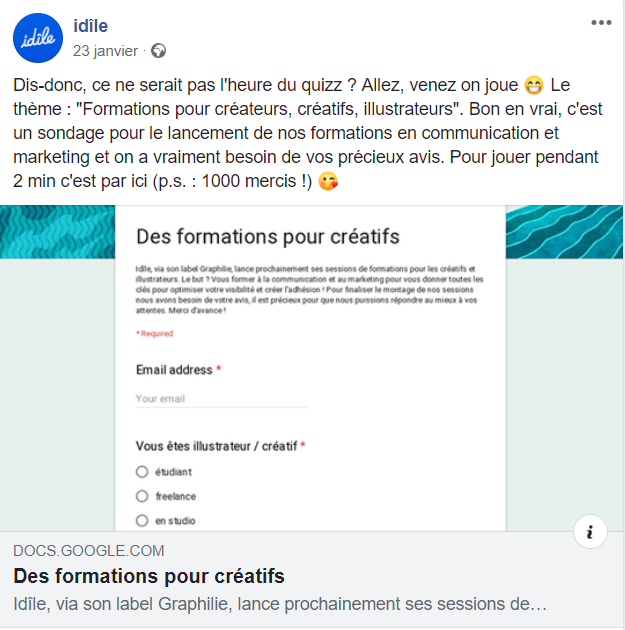 idîle
idîle
23 janvier ·
Dis-donc, ce ne serait pas l'heure du quizz ? Allez, venez on joue 😁 Le
thème : "Formations pour créateurs, créatifs, illustrateurs". Bon en vrai, c'est
un sondage pour le lancement de nos formations en communication et
marketing et on a vraiment besoin de vos précieux avis. Pour jouer pendant
2 min c'est par ici (p.s. : 1000 mercis !) 😘
Des formations pour créatifs
Idîle, via son label Graphilie, lance prochainement ses sessions de formations pour les créatifs et
illustrateurs. Le but ? Vous former à la communication et au marketing pour vous donner toutes les
clés pour optimiser votre visibilité et créer l'adhésion ! Pour finaliser le montage de nos sessions
nous avons besoin de votre avis, il est précieux pour que nous puissions répondre au mieux à vos
attentes. Merci d'avance !
* Required
Email address *
Your email
Vous êtes illustrateur / créatif *
étudiant
freelance
en studio
i
DOCS.GOOGLE.COM
Des formations pour créatifs
Idîle, via son label Graphilie, lance prochainement ses sessions de…